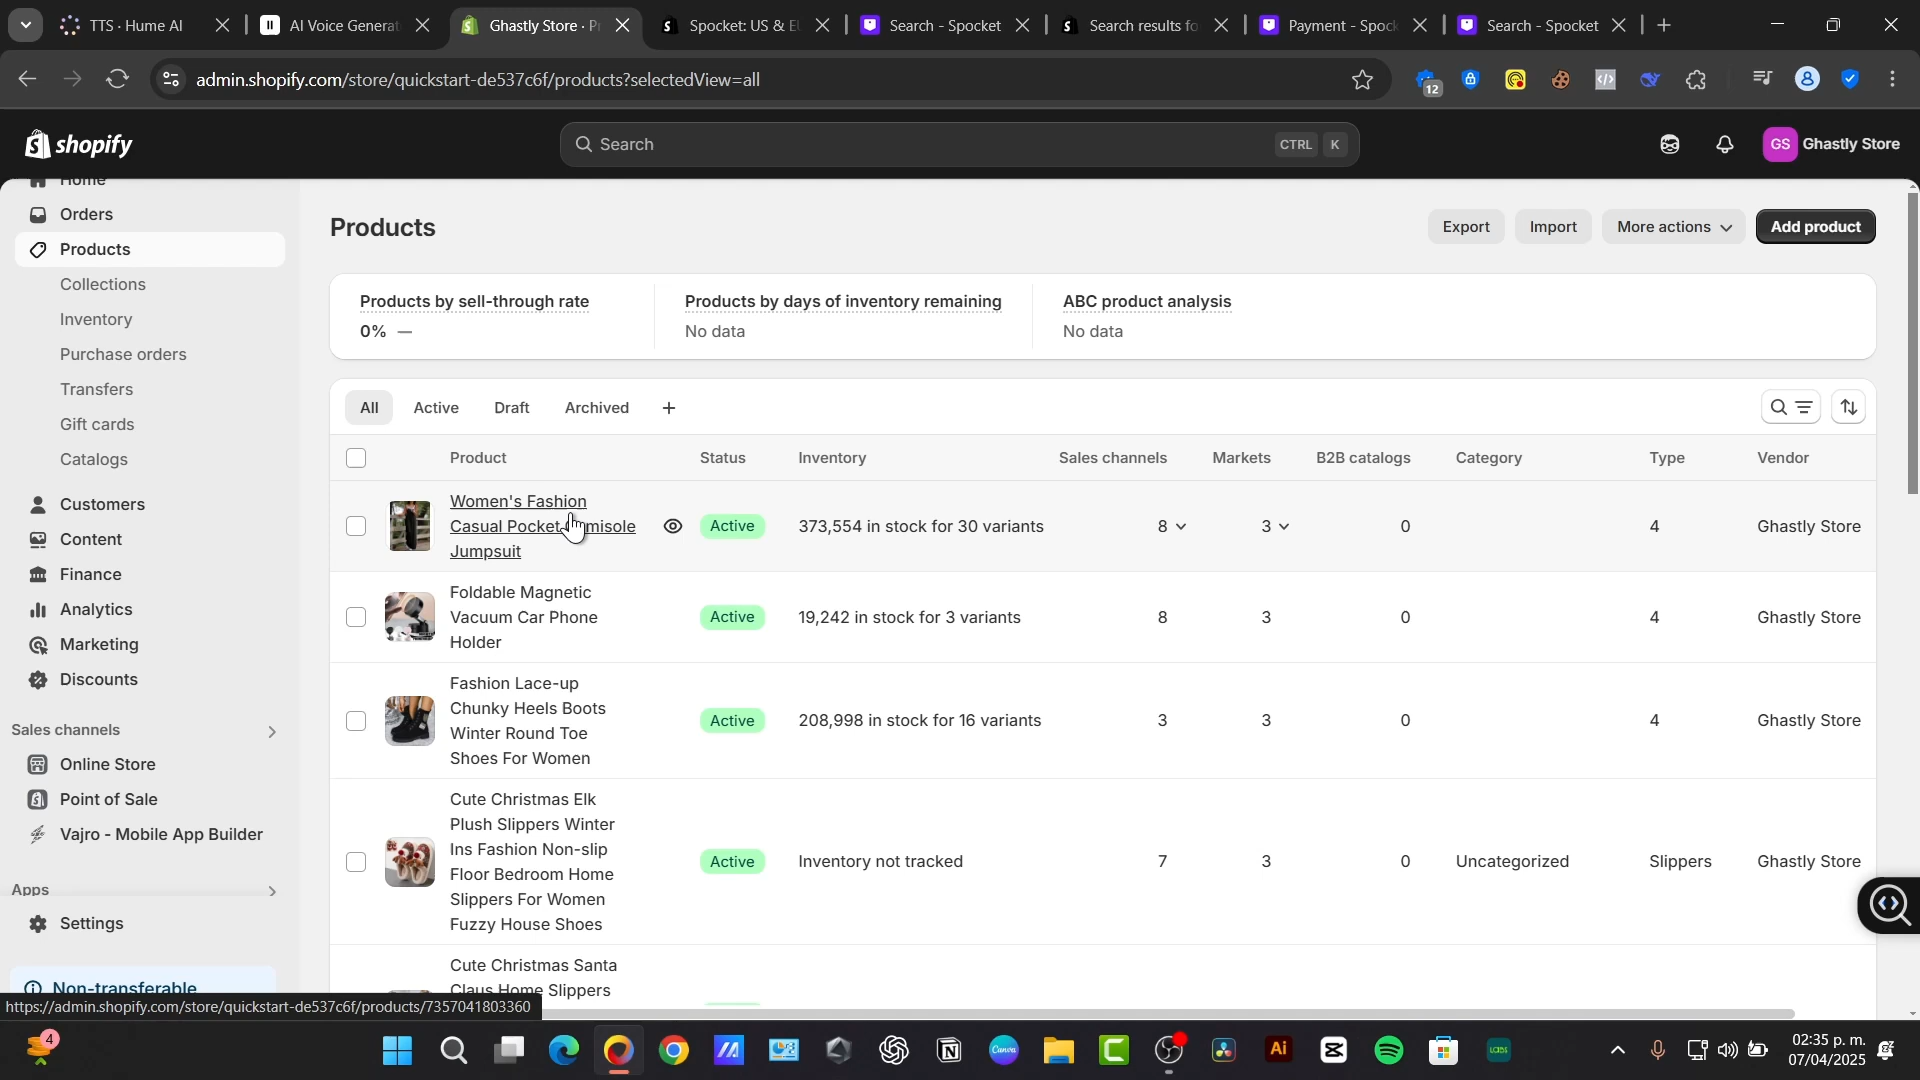 TTS · Hume AI
AI Voice Generat
Ghastly Store · P
Spocket: US & E
Search - Spocket
Search results fo
Payment - Spock
Search - Spocket
admin.shopify.com/store/quickstart-de537c6f/products?selectedView=all
12
shopify
Search
CTRL K
GS Ghastly Store
Home
Orders
Products
Collections
Inventory
Purchase orders
Transfers
Gift cards
Catalogs
Customers
Content
Finance
Analytics
Marketing
Discounts
Sales channels
Online Store
Point of Sale
Vajro - Mobile App Builder
Apps
Settings
Non-transferable
Products
Export
Import
More actions
Add product
Products by sell-through rate
0% —
Products by days of inventory remaining
No data
ABC product analysis
No data
All
Active
Draft
Archived
Product Status Inventory Sales channels Markets B2B catalogs Category Type Vendor
Women's Fashion
Casual Pocket misole
Jumpsuit
Active 373,554 in stock for 30 variants 8 3 0 4 Ghastly Store
Foldable Magnetic
Vacuum Car Phone
Holder
Active 19,242 in stock for 3 variants 8 3 0 4 Ghastly Store
Fashion Lace-up
Chunky Heels Boots
Winter Round Toe
Shoes For Women
Active 208,998 in stock for 16 variants 3 3 0 4 Ghastly Store
Cute Christmas Elk
Plush Slippers Winter
Ins Fashion Non-slip
Floor Bedroom Home
Slippers For Women
Fuzzy House Shoes
Active Inventory not tracked 7 3 0 Uncategorized Slippers Ghastly Store
Cute Christmas Santa
Claus Home Slippers
https://admin.shopify.com/store/quickstart-de537c6f/products/7357041803360
4
Canva
Ai
02:35 p. m.
07/04/2025